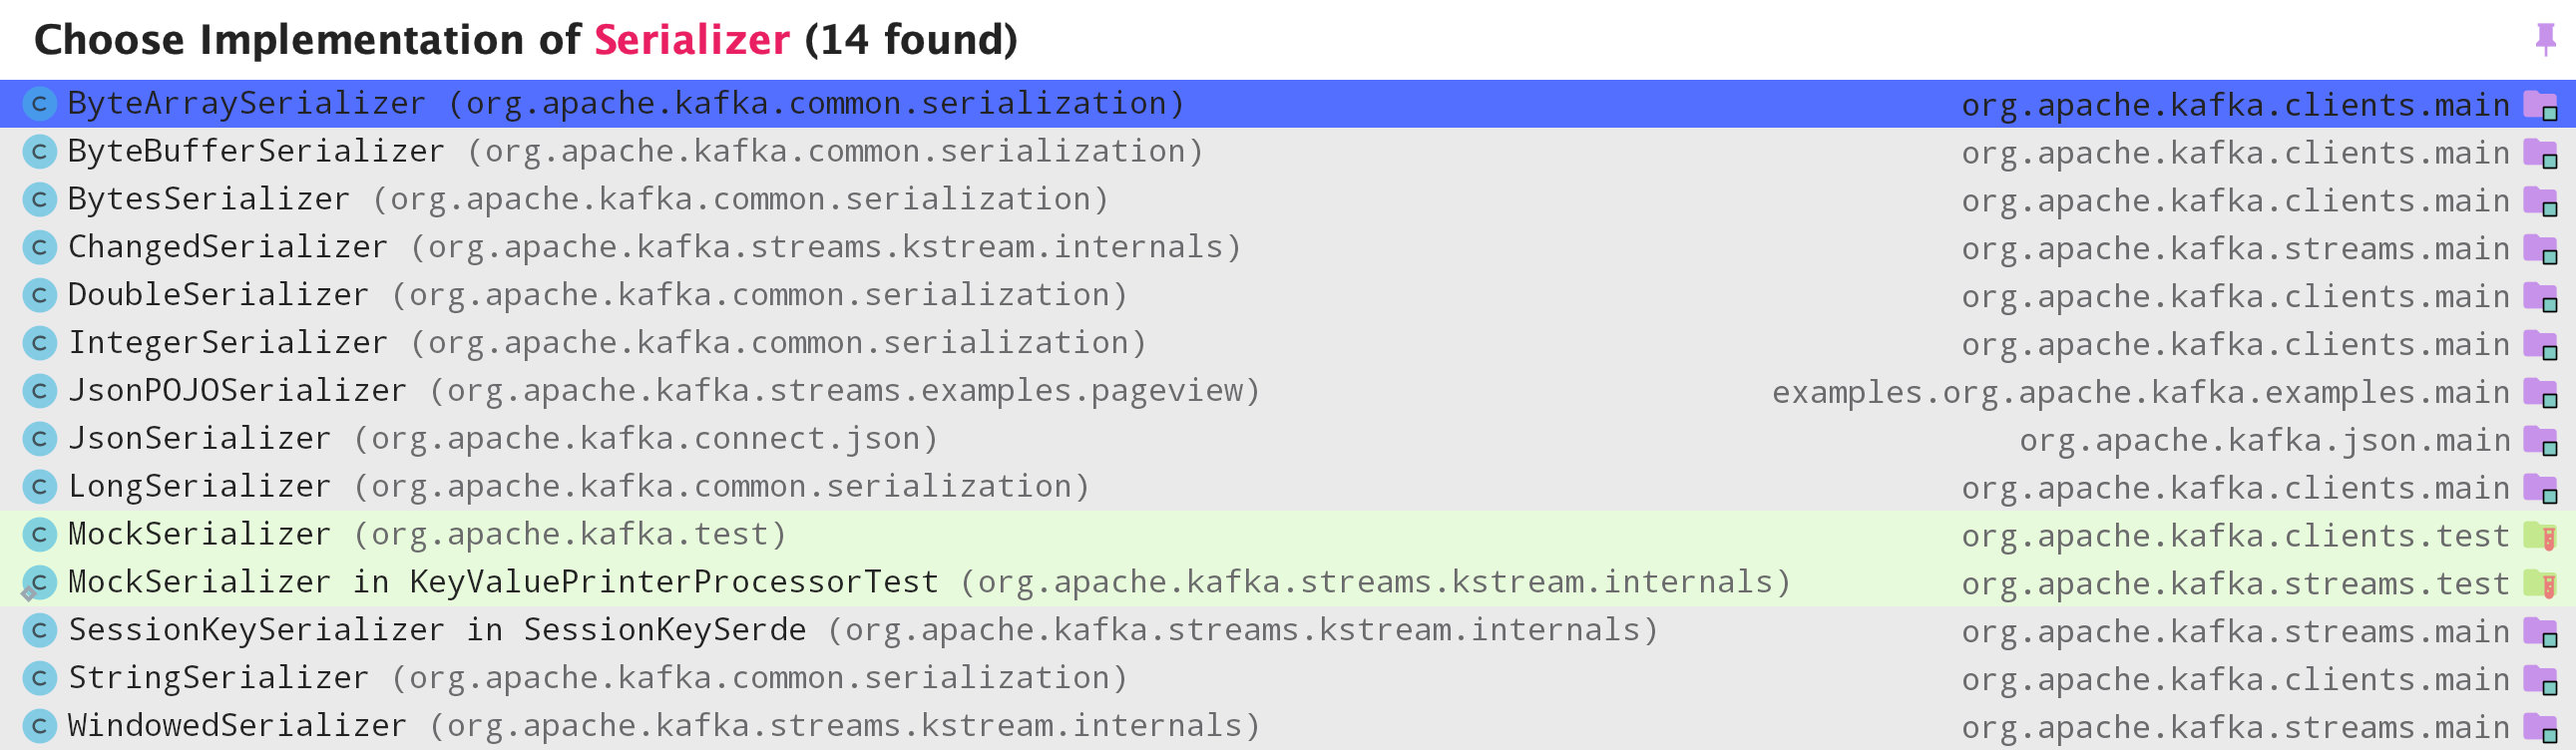 Choose Implementation of Serializer (14 found)
C ByteArraySerializer (org.apache.kafka.common.serialization) org.apache.kafka.clients.main
C ByteBufferSerializer (org.apache.kafka.common.serialization) org.apache.kafka.clients.main
C BytesSerializer (org.apache.kafka.common.serialization) org.apache.kafka.clients.main
C ChangedSerializer (org.apache.kafka.streams.kstream.internals) org.apache.kafka.streams.main
C DoubleSerializer (org.apache.kafka.common.serialization) org.apache.kafka.clients.main
C IntegerSerializer (org.apache.kafka.common.serialization) org.apache.kafka.clients.main
C JsonPOJOSerializer (org.apache.kafka.streams.examples.pageview) examples.org.apache.kafka.examples.main
C JsonSerializer (org.apache.kafka.connect.json) org.apache.kafka.json.main
C LongSerializer (org.apache.kafka.common.serialization) org.apache.kafka.clients.main
C MockSerializer (org.apache.kafka.test) org.apache.kafka.clients.test
C MockSerializer in KeyValuePrinterProcessorTest (org.apache.kafka.streams.kstream.internals) org.apache.kafka.streams.test
C SessionKeySerializer in SessionKeySerde (org.apache.kafka.streams.kstream.internals) org.apache.kafka.streams.main
C StringSerializer (org.apache.kafka.common.serialization) org.apache.kafka.clients.main
C WindowedSerializer (org.apache.kafka.streams.kstream.internals) org.apache.kafka.streams.main